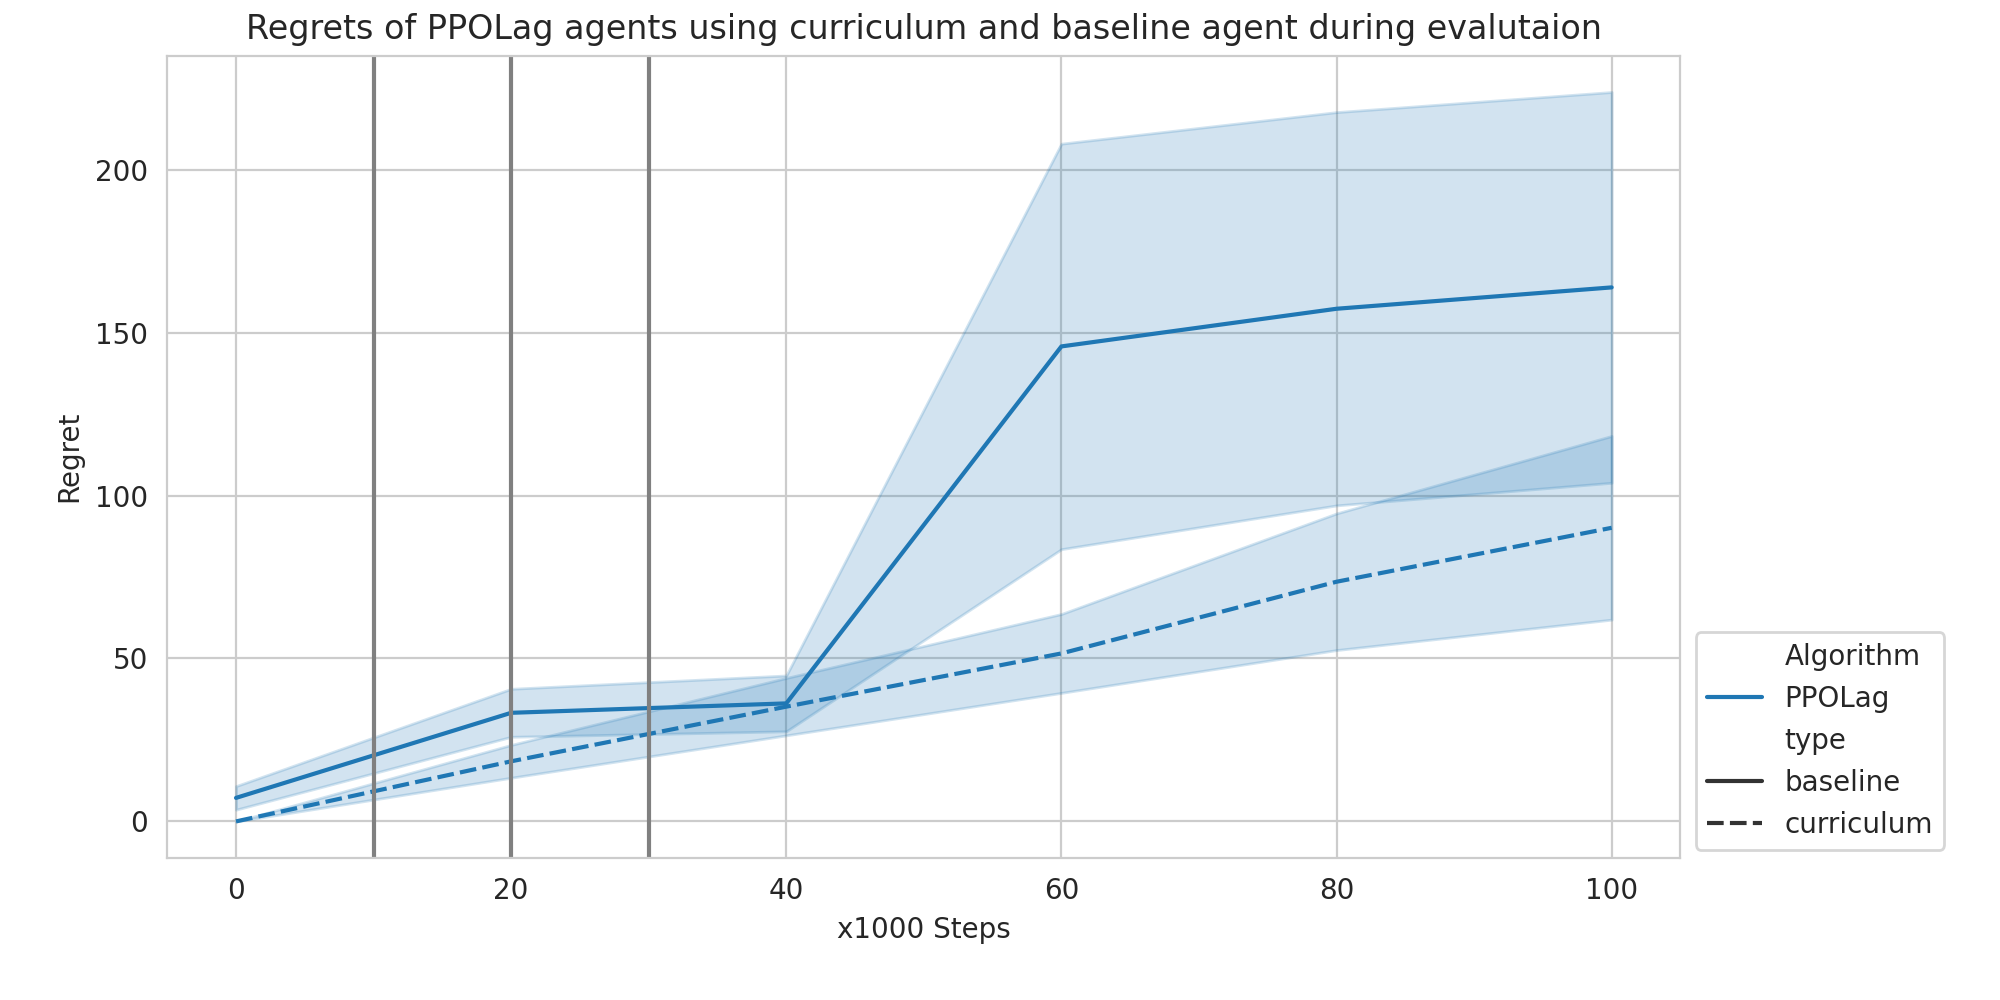 Regrets of PPOLag agents using curriculum and baseline agent during evalutaion
200
150
100
50
0
Regret
0 20 40 60 80 100
x1000 Steps
Algorithm
PPOLag
type
baseline
curriculum